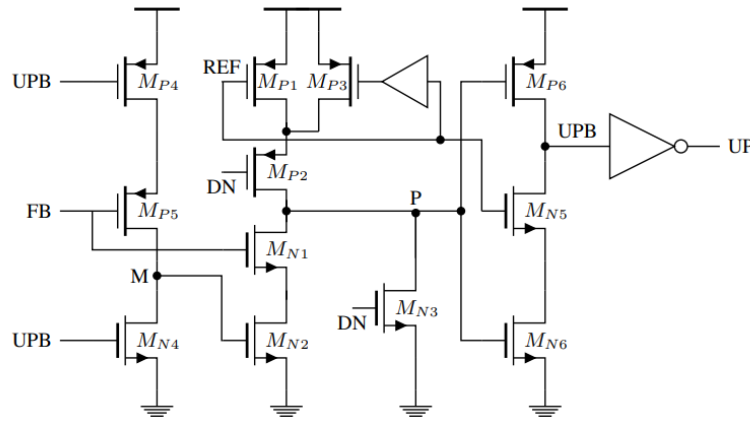 UPB
M_{P4}
REF
M_{P1}
M_{P3}
M_{P6}
UPB
UP
DN
M_{P2}
FB
M_{P5}
P
M_{N5}
M_{N1}
M
DN
M_{N3}
UPB
M_{N4}
M_{N2}
M_{N6}